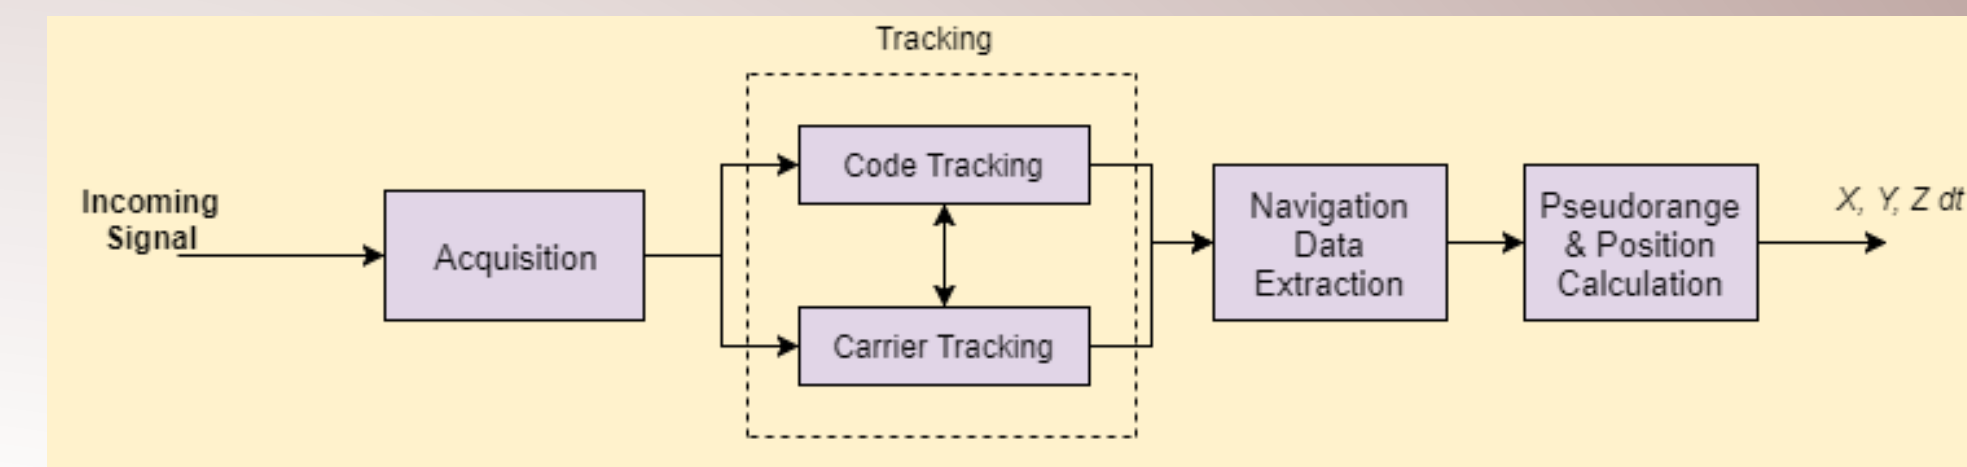 Tracking
Incoming
Signal
Acquisition
Code Tracking
Carrier Tracking
Navigation
Data
Extraction
Pseudorange
& Position
Calculation
X, Y, Z dt